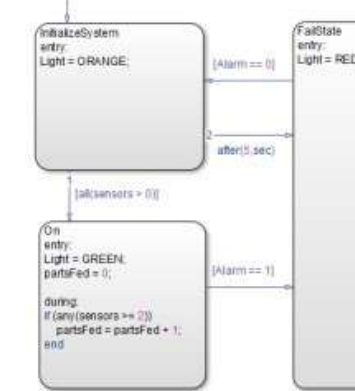 InitializeSystem
entry:
Light = ORANGE;
[Alarm == 0]
FailState
entry:
Light = RED
2
after(5,sec)
1
[all(sensors > 0)]
On
entry:
Light = GREEN;
partsFed = 0;
during:
if (any(sensors >= 2))
partsFed = partsFed + 1;
end
[Alarm == 1]